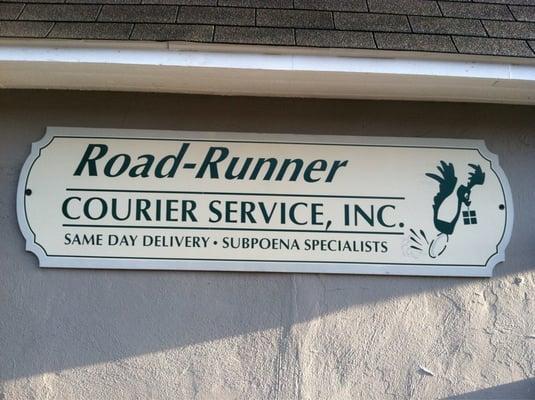 Road-Runner
COURIER SERVICE, INC.
SAME DAY DELIVERY • SUBPOENA SPECIALISTS